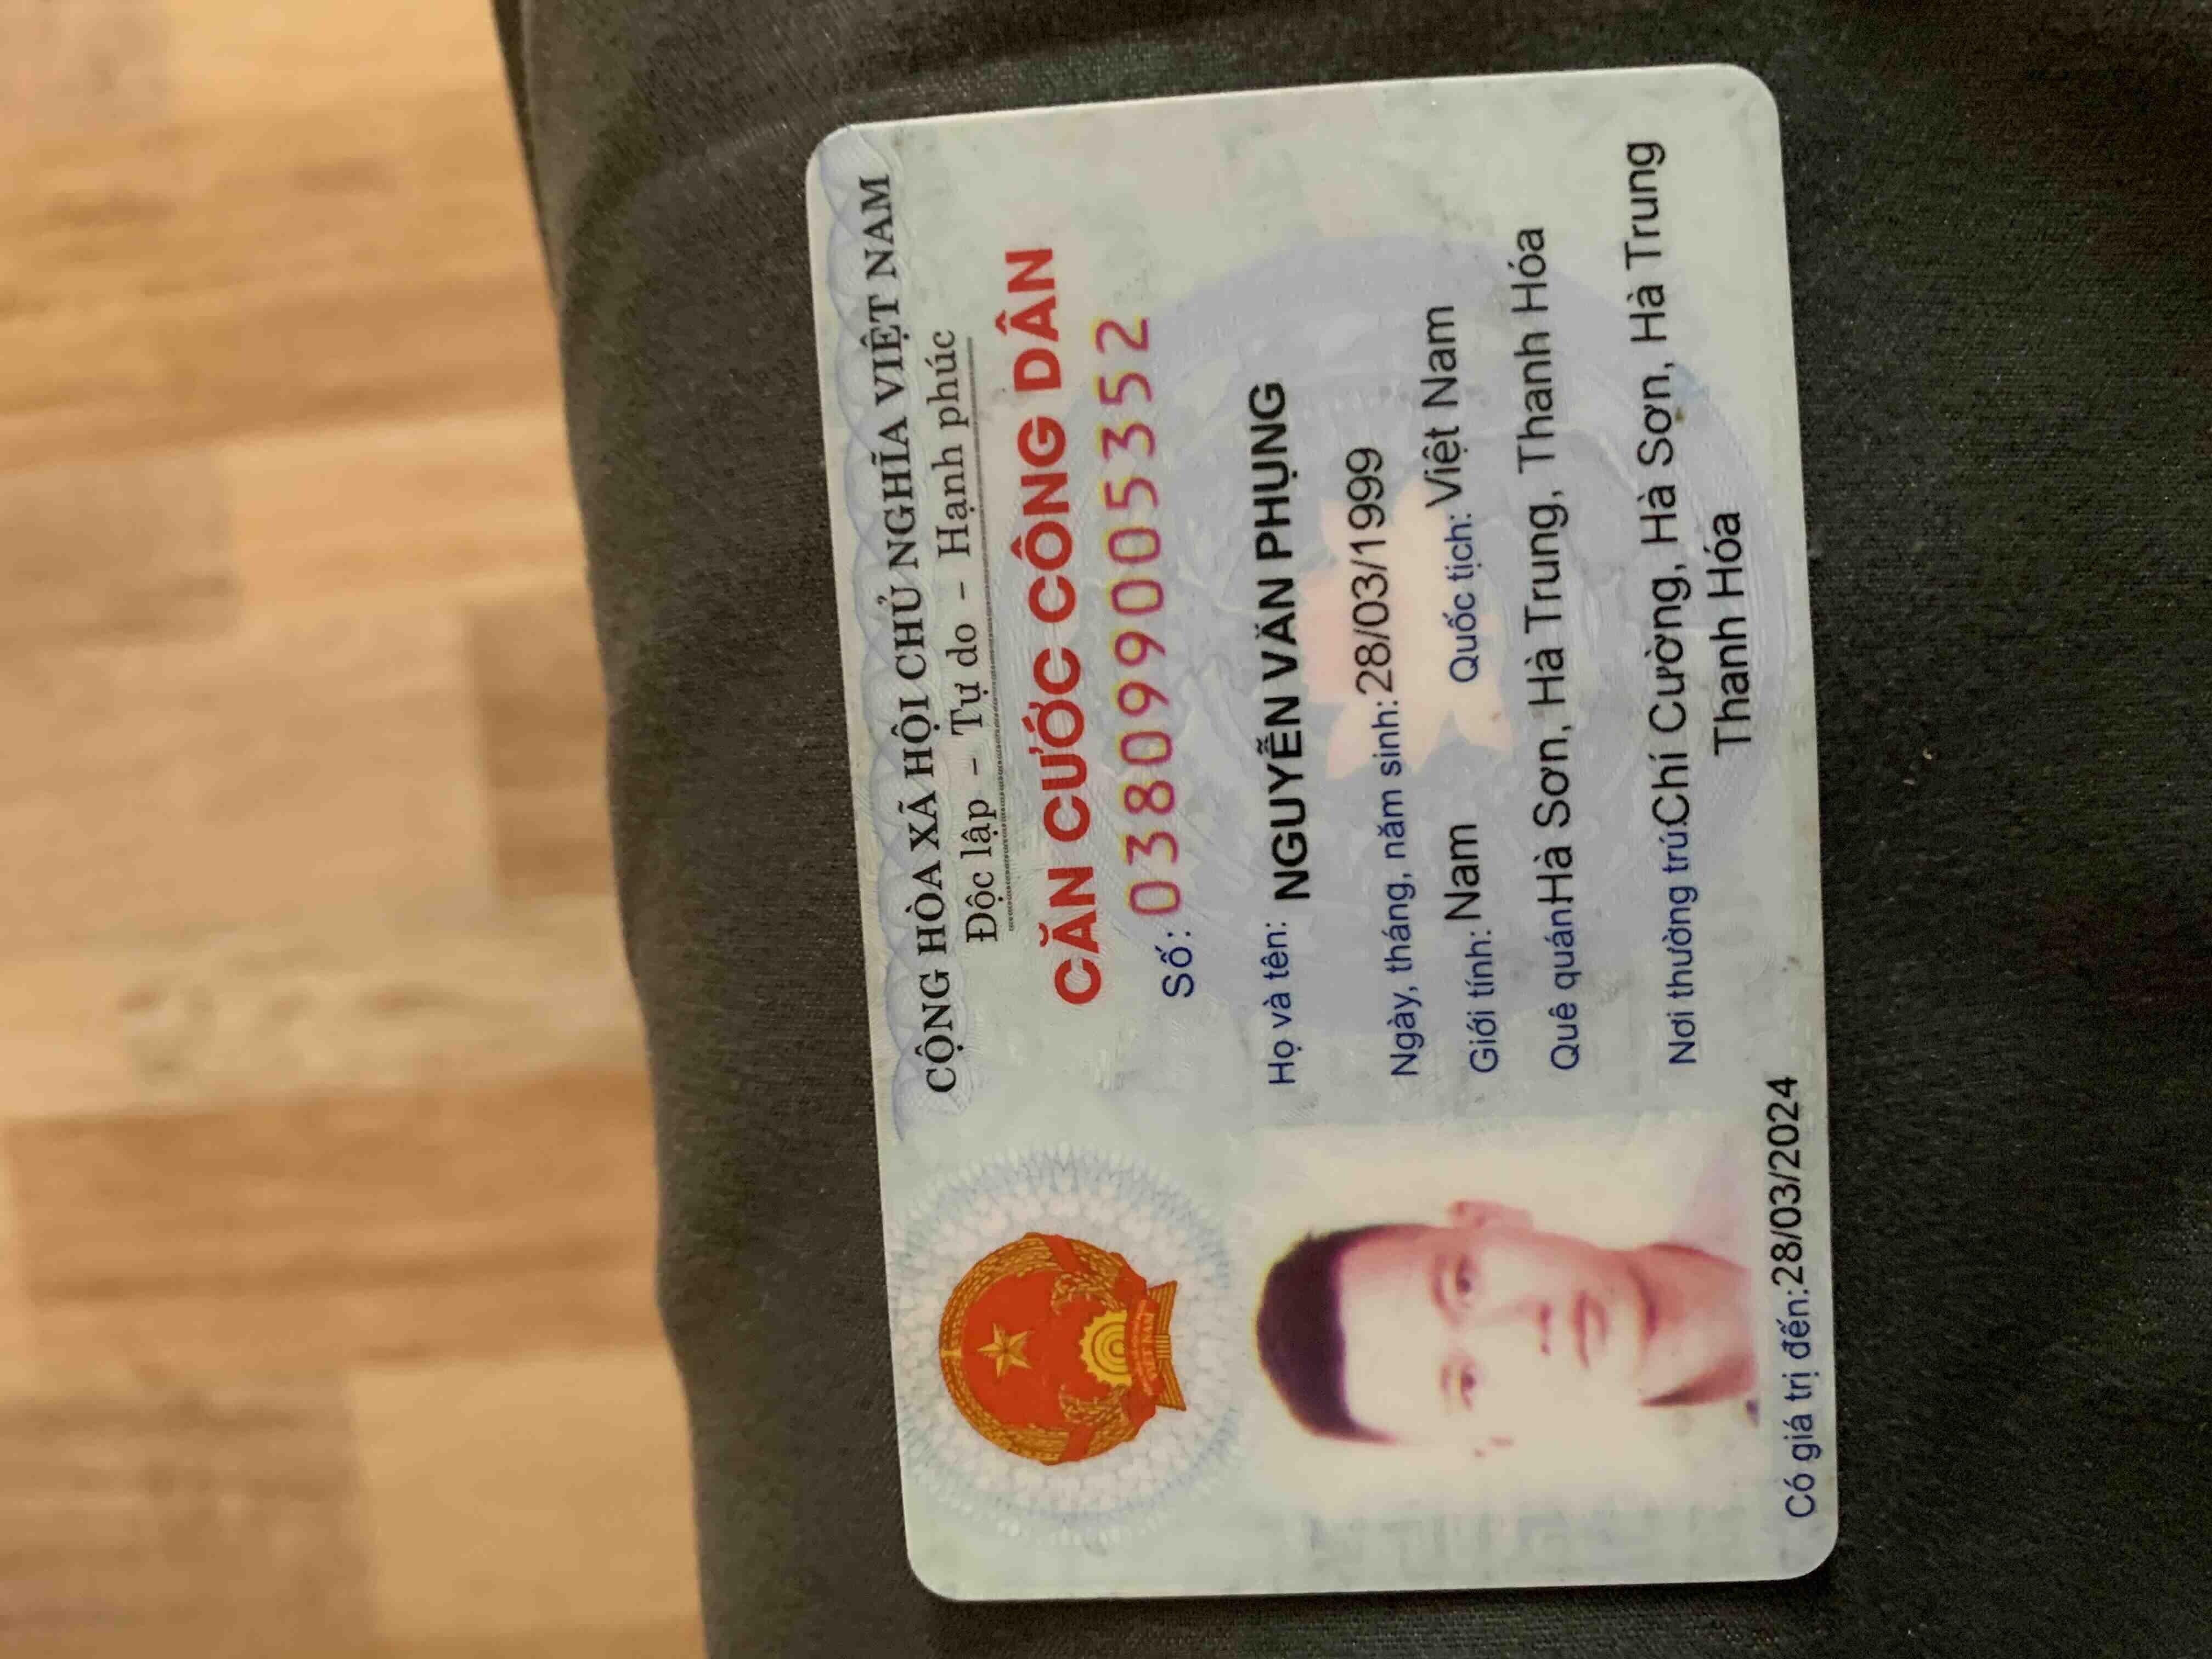 CỘNG HÒA XÃ HỘI CHỦ NGHĨA VIỆT NAM
Độc lập - Tự do - Hạnh phúc
CĂN CƯỚC CÔNG DÂN
Số: 038099005352
Họ và tên: NGUYỄN VĂN PHỤNG
Ngày, tháng, năm sinh: 28/03/1999
Giới tính: Nam Quốc tịch: Việt Nam
Quê quán Hà Sơn, Hà Trung, Thanh Hóa
Nơi thường trú: Chí Cường, Hà Sơn, Hà Trung
Thanh Hóa
Có giá trị đến: 28/03/2024